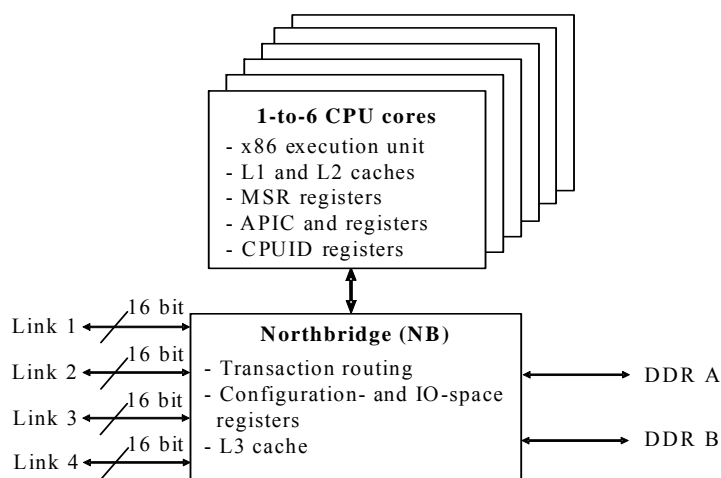 1-to-6 CPU cores
- x86 execution unit
- L1 and L2 caches
- MSR registers
- APIC and registers
- CPUID registers
Link 1
16 bit
Link 2
16 bit
Link 3
16 bit
Link 4
16 bit
Northbridge (NB)
- Transaction routing
- Configuration- and IO-space
registers
- L3 cache
DDR A
DDR B